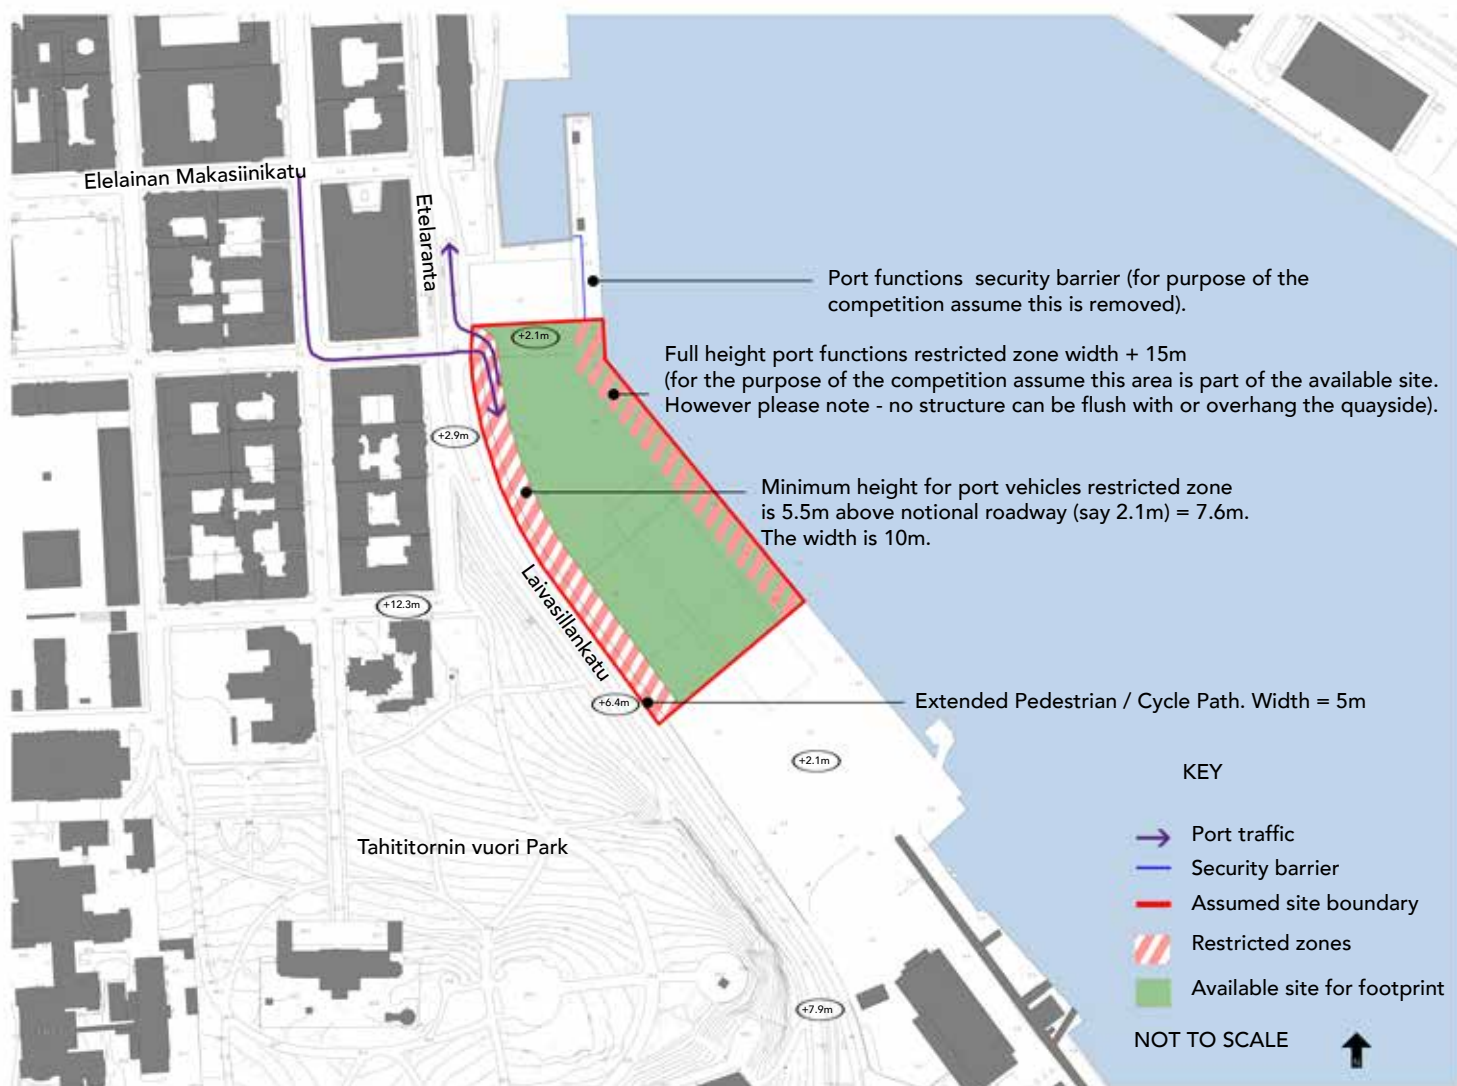 Elelainan Makasiinikatu
Etelaranta
Port functions  security barrier (for purpose of the
competition assume this is removed).
+2.1m
Full height port functions restricted zone width + 15m
(for the purpose of the competition assume this area is part of the available site.
However please note - no structure can be flush with or overhang the quayside).
+2.9m
Minimum height for port vehicles restricted zone
is 5.5m above notional roadway (say 2.1m) = 7.6m.
The width is 10m.
Laivasillankatu
+12.3m
+6.4m
Extended Pedestrian / Cycle Path. Width = 5m
+2.1m
Tahititornin vuori Park
KEY
Port traffic
Security barrier
Assumed site boundary
Restricted zones
Available site for footprint
+7.9m
NOT TO SCALE